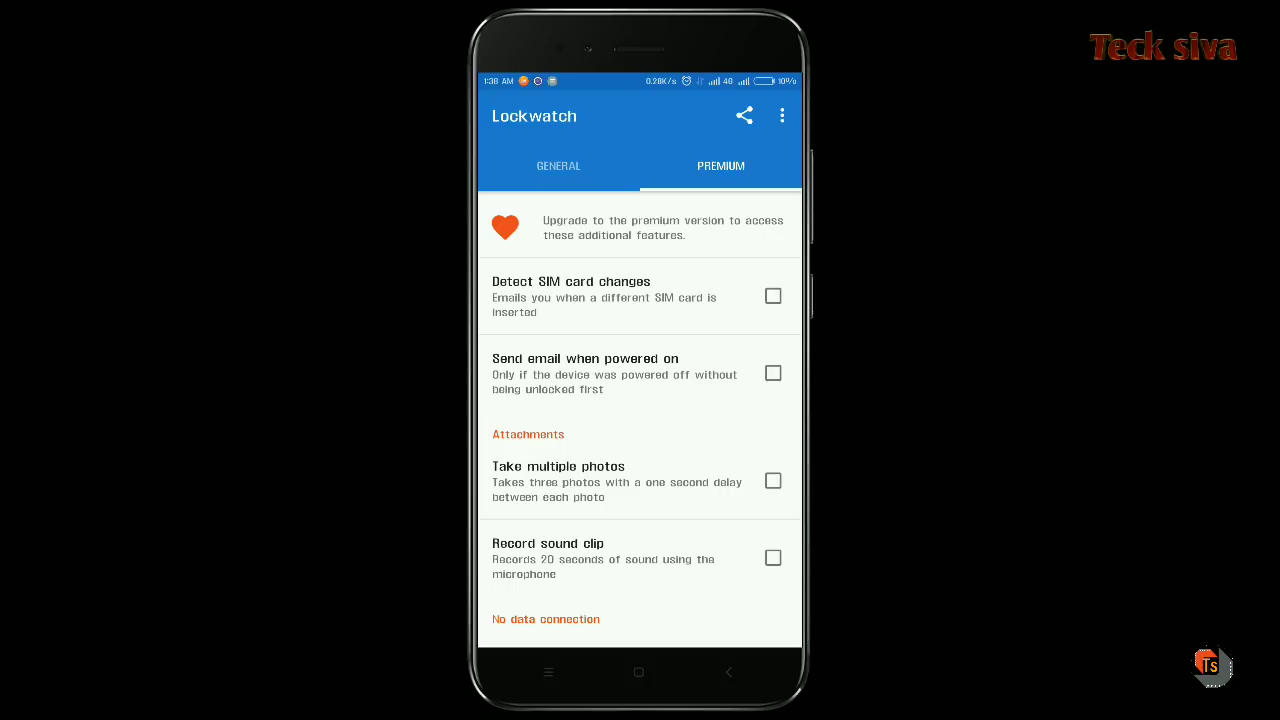 Teck siva
1:38 AM 0.28K/s 4G 10%
Lockwatch
GENERAL PREMIUM
Upgrade to the premium version to access
these additional features.
Detect SIM card changes
Emails you when a different SIM card is
inserted
Send email when powered on
Only if the device was powered off without
being unlocked first
Attachments
Take multiple photos
Takes three photos with a one second delay
between each photo
Record sound clip
Records 20 seconds of sound using the
microphone
No data connection
Ts